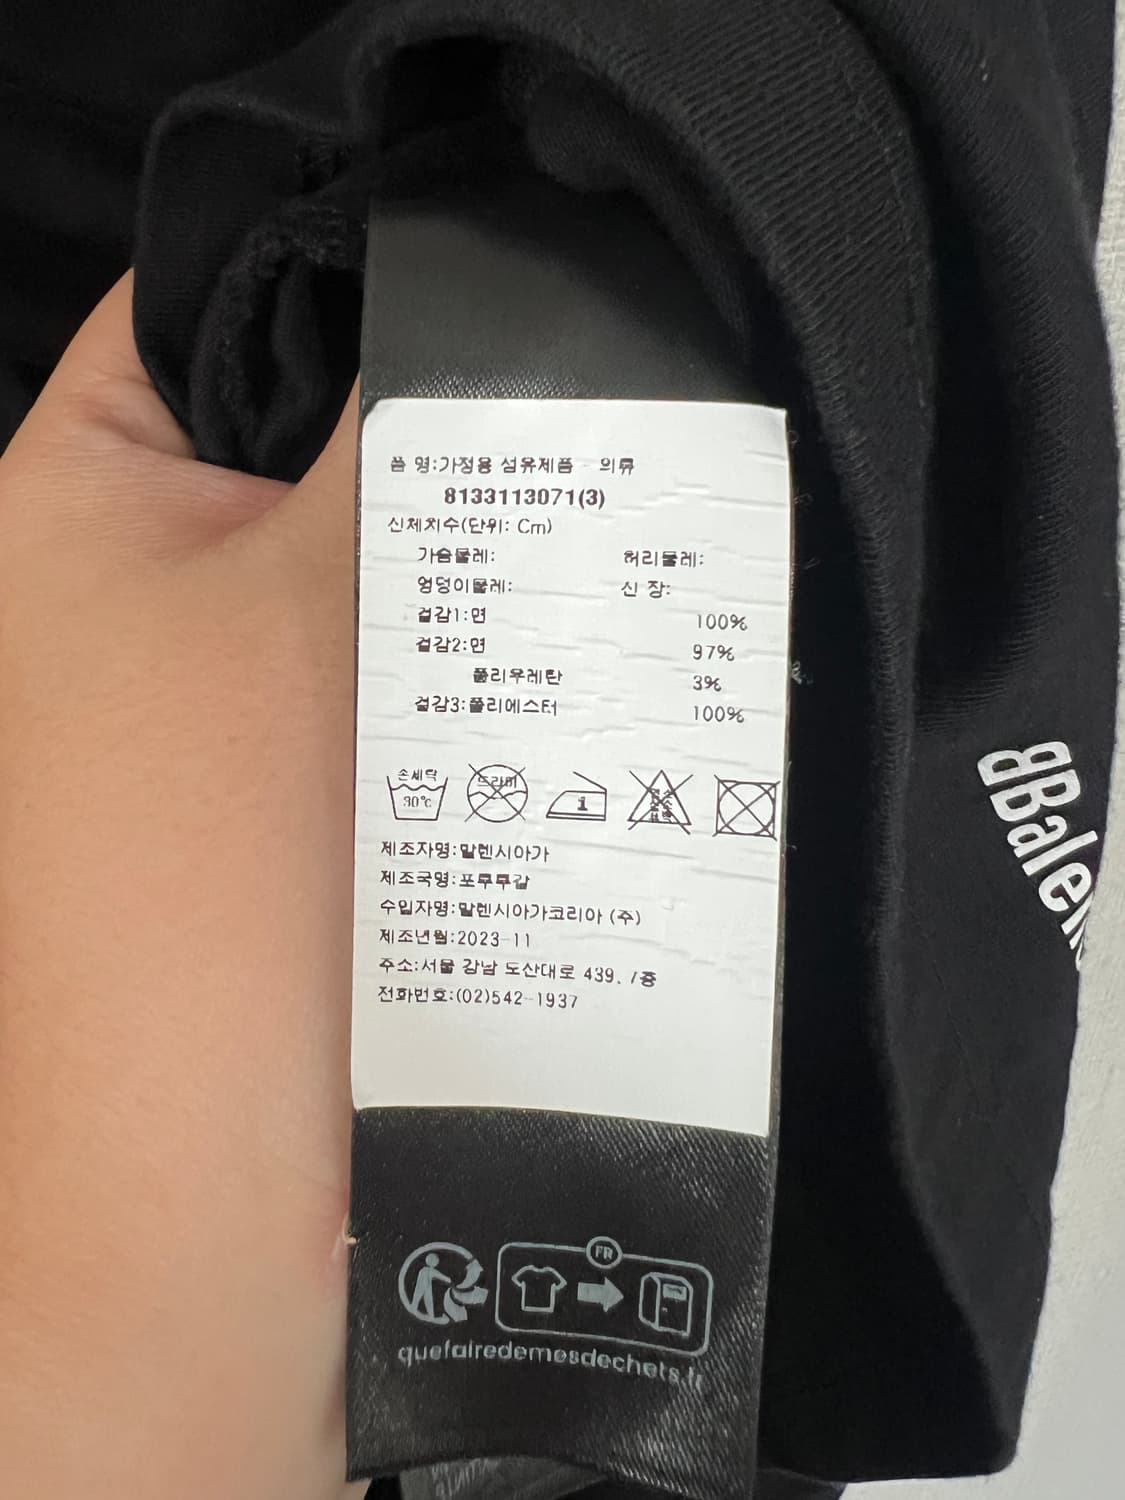 품 명:가정용 섬유제품 - 의류
8133113071(3)
신체치수(단위: Cm)
가슴둘레: 허리둘레:
엉덩이둘레: 신 장:
겉감1:면 100%
겉감2:면 97%
폴리우레탄 3%
겉감3:폴리에스터 100%
손세탁
30℃
드라이
1
제조자명:발렌시아가
제조국명:포루투갈
수입자명:발렌시아가코리아 (주)
제조년월:2023-11
주소:서울 강남 도산대로 439, 7층
전화번호:(02)542-1937
FR
quefairedemesdechets.fr
BBalen